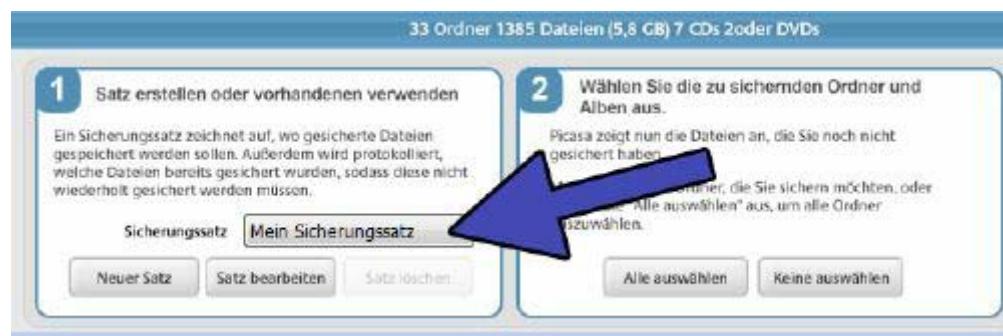 33 Ordner 1385 Dateien (5,8 GB) 7 CDs 2oder DVDs
1
Satz erstellen oder vorhandenen verwenden
Ein Sicherungssatz zeichnet auf, wo gesicherte Dateien
gespeichert werden sollen. Außerdem wird protokolliert,
welche Dateien bereits gesichert wurden, sodass diese nicht
wiederholt gesichert werden müssen.
Sicherungssatz
Mein Sicherungssatz
Neuer Satz
Satz bearbeiten
Satz löschen
2
Wählen Sie die zu sichernden Ordner und
Alben aus.
Picasa zeigt nun die Dateien an, die Sie noch nicht
gesichert haben
die Sie sichern möchten, oder
"Alle auswählen" aus, um alle Ordner
Alle auswählen
Keine auswählen